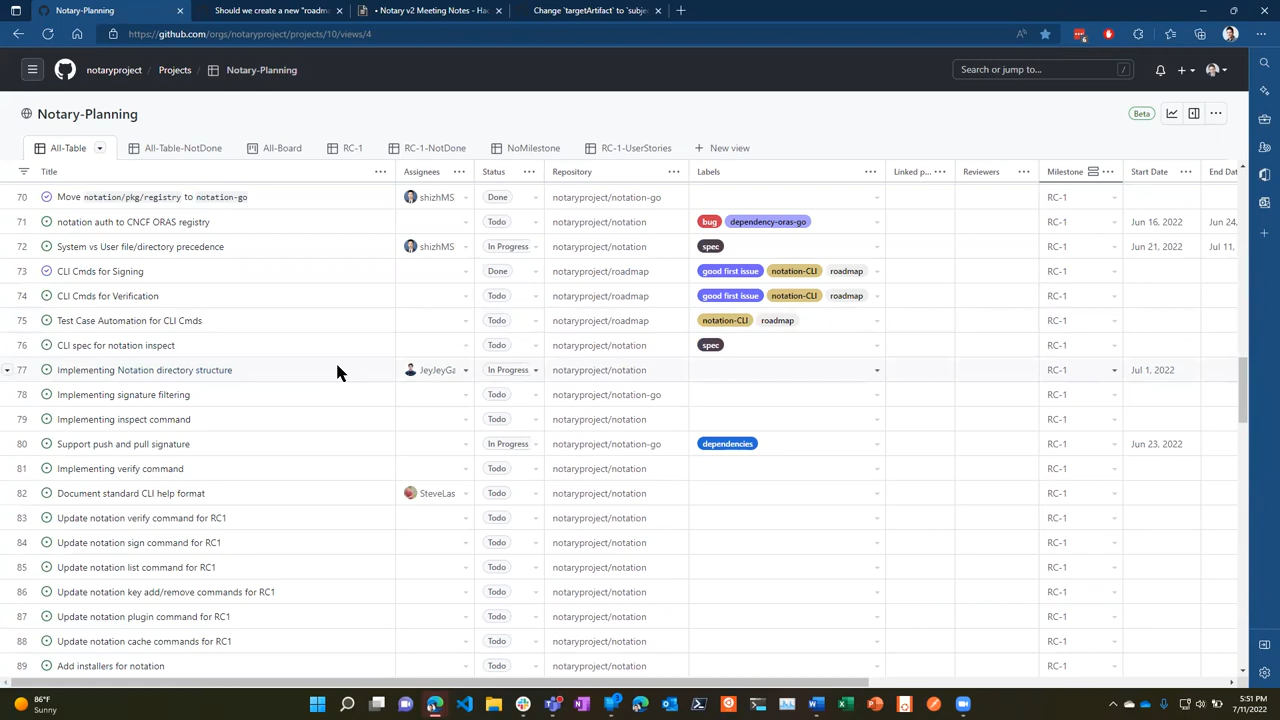 Notary-Planning
Should we create a new "roadm
• Notary v2 Meeting Notes - Hac
Change `targetArtifact` to `subje
https://github.com/orgs/notaryproject/projects/10/views/4
notaryproject Projects Notary-Planning
Search or jump to... /
Notary-Planning
Beta
All-Table All-Table-NotDone All-Board RC-1 RC-1-NotDone NoMilestone RC-1-UserStories New view
Title Assignees Status Repository Labels Linked p... Reviewers Milestone Start Date End Dat
70 Move notation/pkg/registry to notation-go shizhMS Done notaryproject/notation-go RC-1
71 notation auth to CNCF ORAS registry Todo notaryproject/notation bug dependency-oras-go RC-1 Jun 16, 2022 Jun 24,
72 System vs User file/directory precedence shizhMS In Progress notaryproject/notation spec RC-1 Jun 21, 2022 Jul 11,
73 CLI Cmds for Signing Done notaryproject/roadmap good first issue notation-CLI roadmap RC-1
74 CLI Cmds for Verification Todo notaryproject/roadmap good first issue notation-CLI roadmap RC-1
75 Test Case Automation for CLI Cmds Todo notaryproject/roadmap notation-CLI roadmap RC-1
76 CLI spec for notation inspect Todo notaryproject/notation spec RC-1
77 Implementing Notation directory structure JeyJeyGa In Progress notaryproject/notation RC-1 Jul 1, 2022
78 Implementing signature filtering Todo notaryproject/notation-go RC-1
79 Implementing inspect command Todo notaryproject/notation RC-1
80 Support push and pull signature In Progress notaryproject/notation-go dependencies RC-1 Jun 23, 2022
81 Implementing verify command Todo notaryproject/notation RC-1
82 Document standard CLI help format SteveLas Todo notaryproject/notation RC-1
83 Update notation verify command for RC1 Todo notaryproject/notation RC-1
84 Update notation sign command for RC1 Todo notaryproject/notation RC-1
85 Update notation list command for RC1 Todo notaryproject/notation RC-1
86 Update notation key add/remove commands for RC1 Todo notaryproject/notation RC-1
87 Update notation plugin command for RC1 Todo notaryproject/notation RC-1
88 Update notation cache commands for RC1 Todo notaryproject/notation RC-1
89 Add installers for notation Todo notaryproject/notation RC-1
86°F
Sunny
5:51 PM
7/11/2022